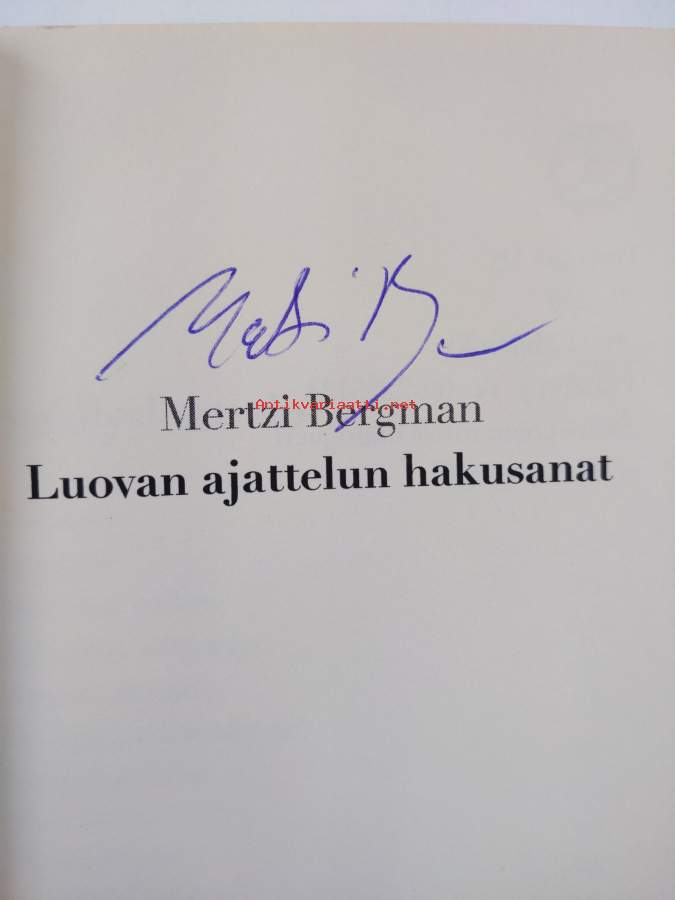 Mertzi Bergman
Antikvariaatti.net
Luovan ajattelun hakusanat